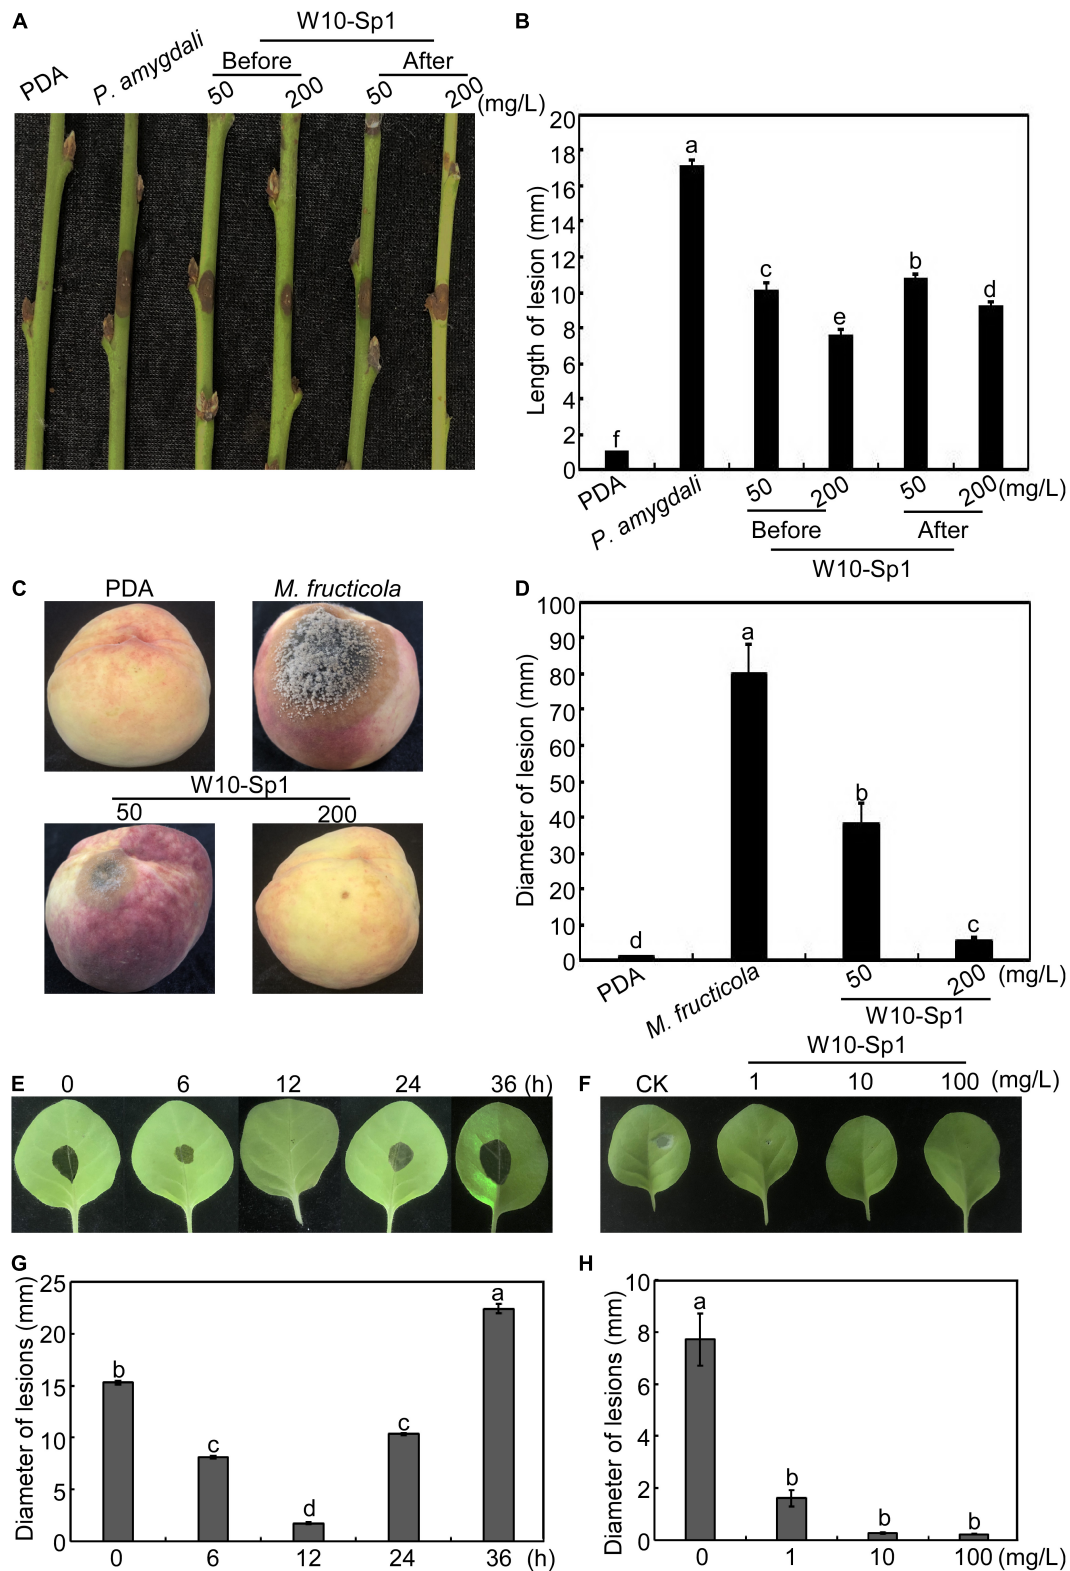 A
W10-Sp1
Before After
PDA P. amygdali 50 200 50 200 (mg/L)
B
Length of lesion (mm)
20
18
16
14
12
10
8
6
4
2
0
f a c e b d
PDA P. amygdali 50 200 50 200 (mg/L)
Before After
W10-Sp1
C
PDA M. fructicola
W10-Sp1
50 200
D
Diameter of lesion (mm)
100
90
80
70
60
50
40
30
20
10
0
d a b c
PDA M. fructicola 50 200 (mg/L)
W10-Sp1
E
0 6 12 24 36 (h)
F
W10-Sp1
CK 1 10 100 (mg/L)
G
Diameter of lesions (mm)
25
20
15
10
5
0
b c d c a
0 6 12 24 36 (h)
H
Diameter of lesions (mm)
10
8
6
4
2
0
a b b b
0 1 10 100 (mg/L)